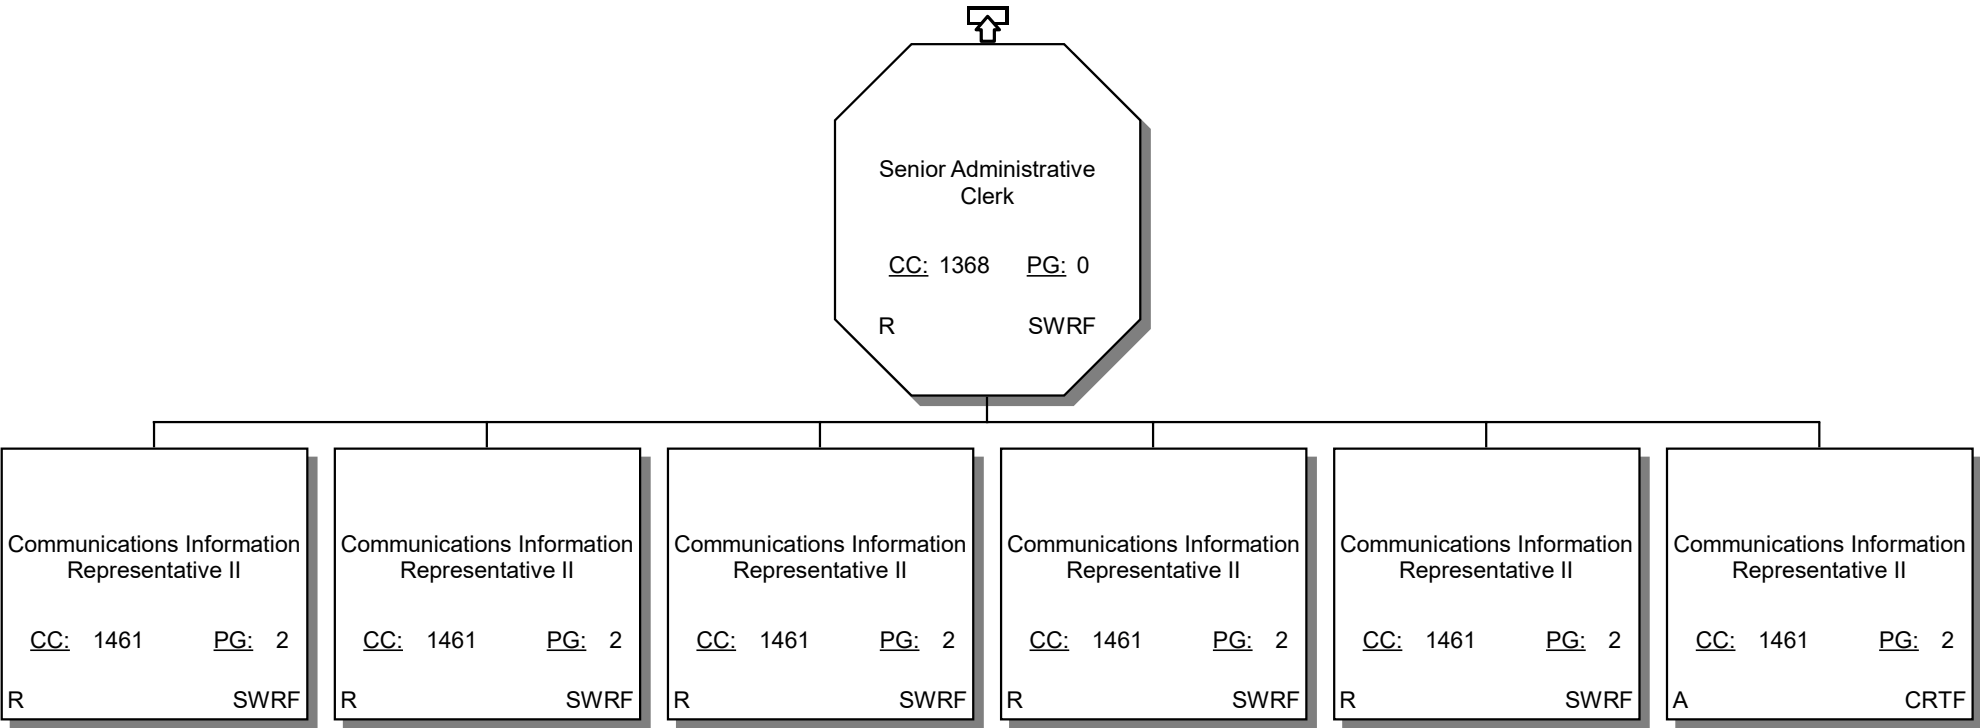 Senior Administrative
Clerk
CC: 1368 PG: 0
R SWRF
Communications Information
Representative II
CC: 1461 PG: 2
R SWRF
Communications Information
Representative II
CC: 1461 PG: 2
R SWRF
Communications Information
Representative II
CC: 1461 PG: 2
R SWRF
Communications Information
Representative II
CC: 1461 PG: 2
R SWRF
Communications Information
Representative II
CC: 1461 PG: 2
R SWRF
Communications Information
Representative II
CC: 1461 PG: 2
A CRTF